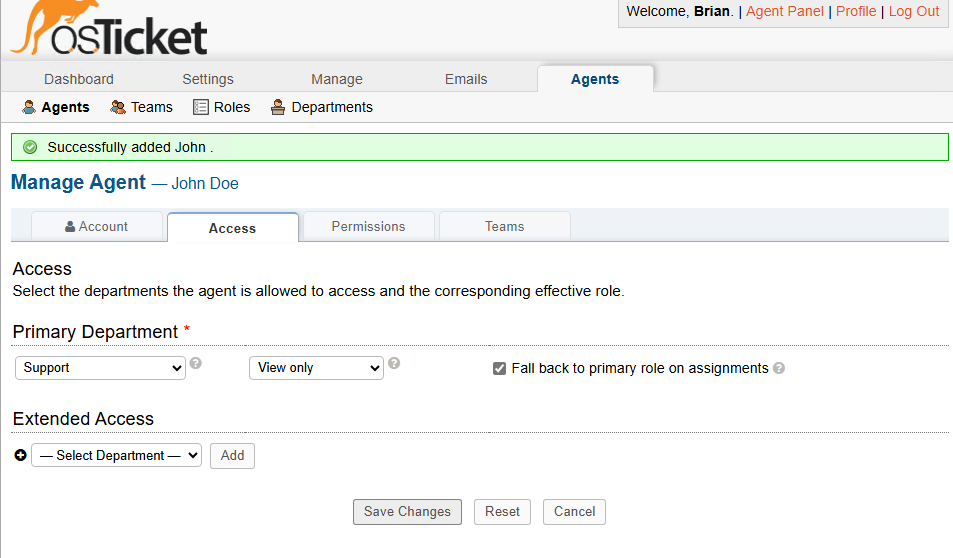 Welcome, Brian. | Agent Panel | Profile | Log Out
osTicket
Dashboard Settings Manage Emails Agents
Agents Teams Roles Departments
Successfully added John .
Manage Agent — John Doe
Account Access Permissions Teams
Access
Select the departments the agent is allowed to access and the corresponding effective role.
Primary Department *
Support ? View only ? Fall back to primary role on assignments ?
Extended Access
— Select Department — Add
Save Changes Reset Cancel